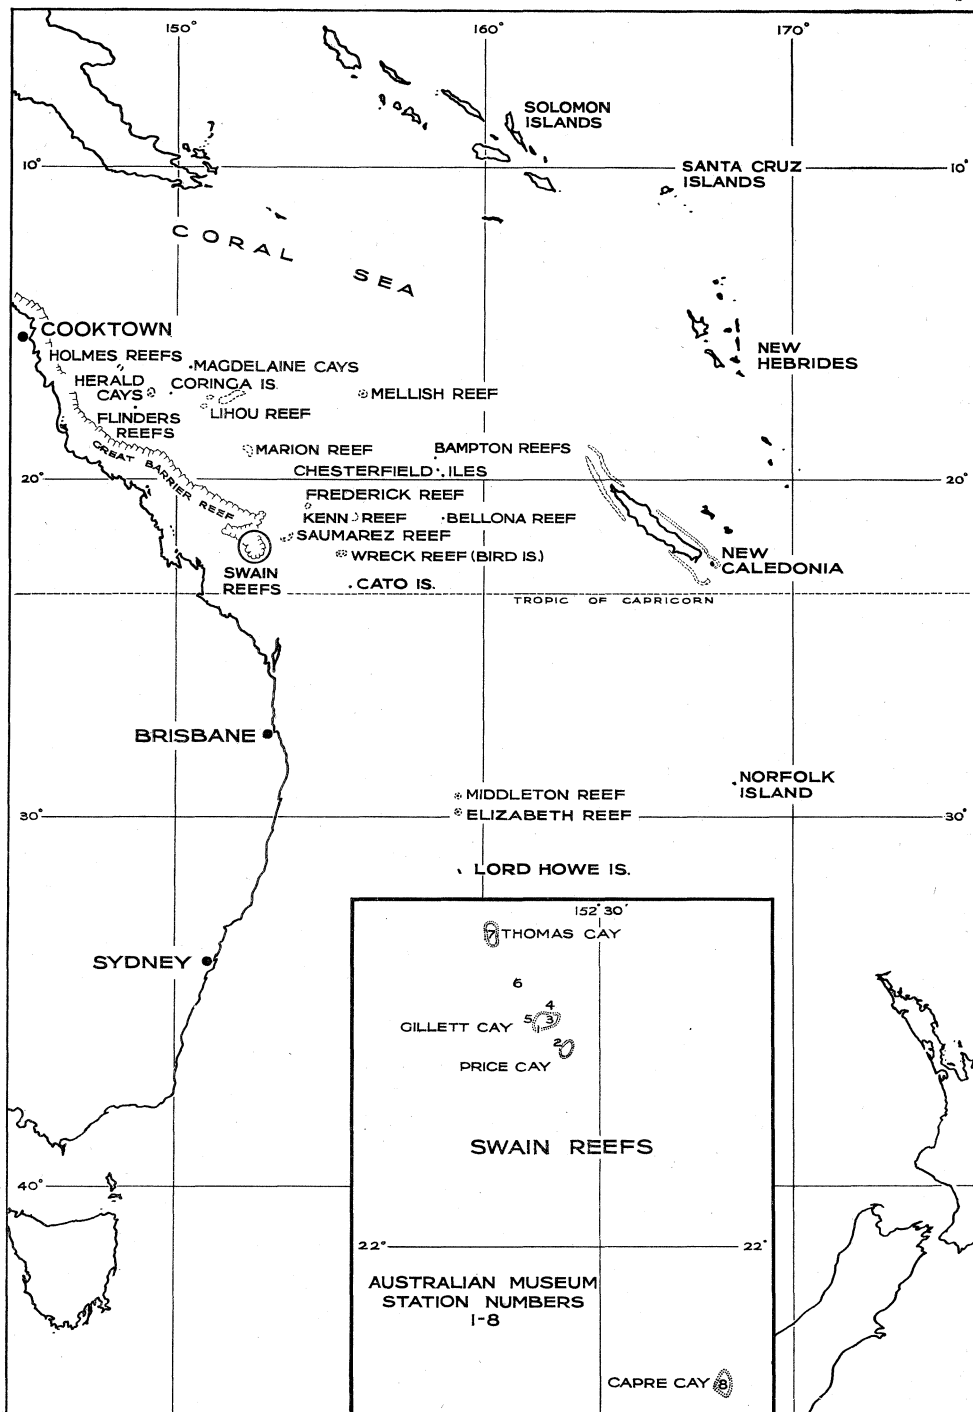 150°
160°
170°
SOLOMON
ISLANDS
10°
SANTA CRUZ
ISLANDS
10°
CORAL SEA
COOKTOWN
HOLMES REEFS
MAGDELAINE CAYS
NEW
HEBRIDES
HERALD
CAYS
CORINGA IS.
MELLISH REEF
LIHOU REEF
FLINDERS
REEFS
GREAT BARRIER REEF
MARION REEF
BAMPTON REEFS
CHESTERFIELD ILES
20°
20°
FREDERICK REEF
KENN REEF
BELLONA REEF
SAUMAREZ REEF
WRECK REEF (BIRD IS.)
NEW
CALEDONIA
SWAIN
REEFS
CATO IS.
TROPIC OF CAPRICORN
BRISBANE
NORFOLK
ISLAND
MIDDLETON REEF
ELIZABETH REEF
30°
30°
LORD HOWE IS.
152° 30'
7
THOMAS CAY
SYDNEY
6
4
5
3
GILLETT CAY
1
2
PRICE CAY
SWAIN REEFS
40°
22°
22°
AUSTRALIAN MUSEUM
STATION NUMBERS
1-8
CAPRE CAY
8